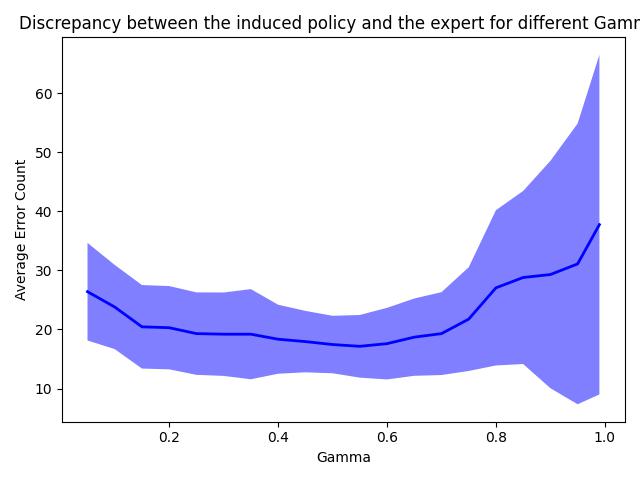 Discrepancy between the induced policy and the expert for different Gamm
Average Error Count
60
50
40
30
20
10
0.2 0.4 0.6 0.8 1.0
Gamma